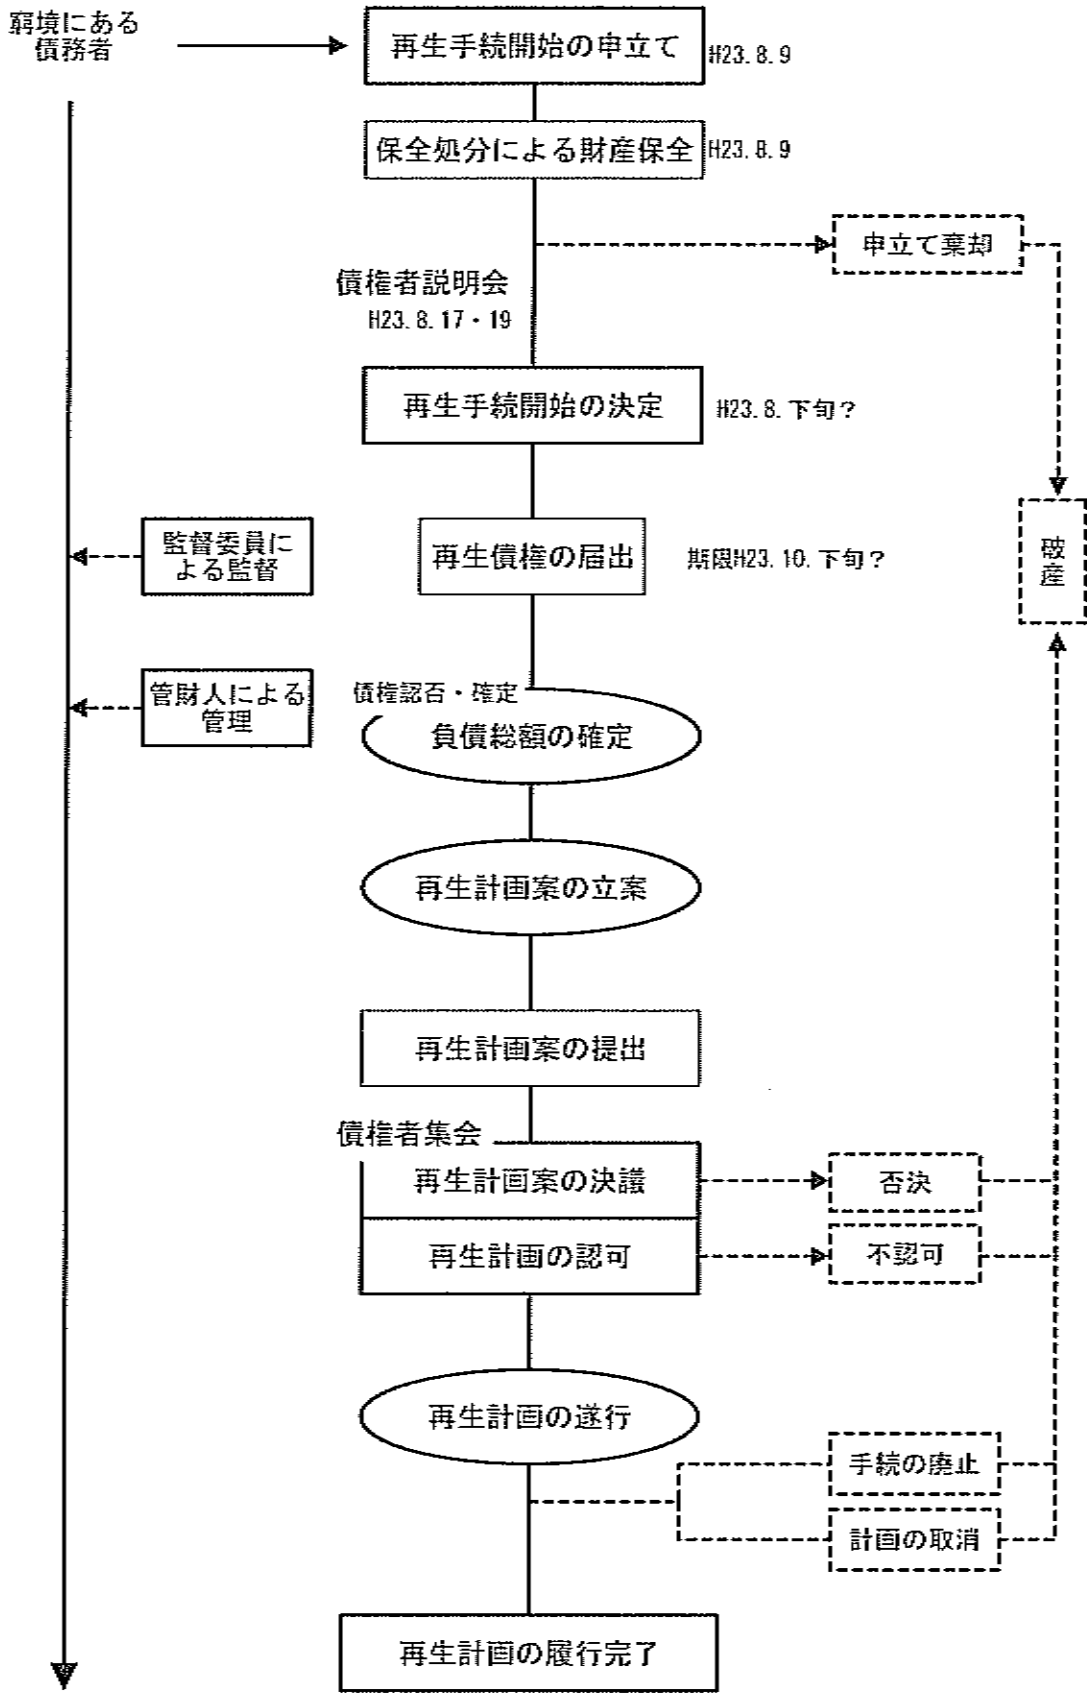 窮境にある
債務者
再生手続開始の申立て
H23.8.9
保全処分による財産保全
H23.8.9
申立て棄却
債権者説明会
H23.8.17・19
再生手続開始の決定
H23.8.下旬？
監督委員に
よる監督
再生債権の届出
期限H23.10.下旬？
破産
管財人による
管理
債権認否・確定
負債総額の確定
再生計画案の立案
再生計画案の提出
債権者集会
再生計画案の決議
否決
再生計画の認可
不認可
再生計画の遂行
手続の廃止
計画の取消
再生計画の履行完了